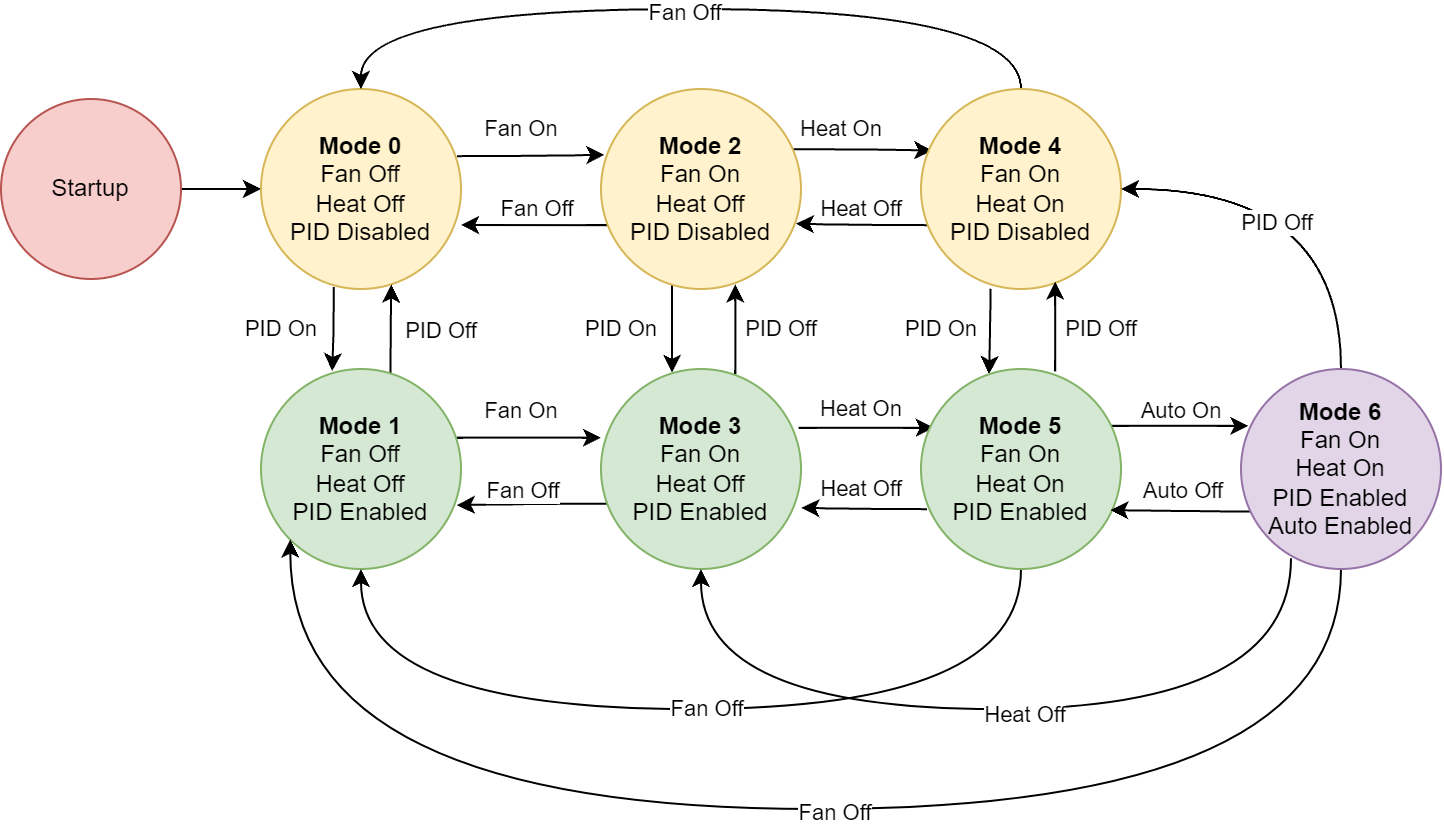 Fan Off
Startup
Mode 0
Fan Off
Heat Off
PID Disabled
Fan On
Fan Off
Mode 2
Fan On
Heat Off
PID Disabled
Heat On
Heat Off
Mode 4
Fan On
Heat On
PID Disabled
PID Off
PID On
PID Off
PID On
PID Off
PID On
PID Off
Mode 1
Fan Off
Heat Off
PID Enabled
Fan On
Fan Off
Mode 3
Fan On
Heat Off
PID Enabled
Heat On
Heat Off
Mode 5
Fan On
Heat On
PID Enabled
Auto On
Auto Off
Mode 6
Fan On
Heat On
PID Enabled
Auto Enabled
Fan Off
Heat Off
Fan Off